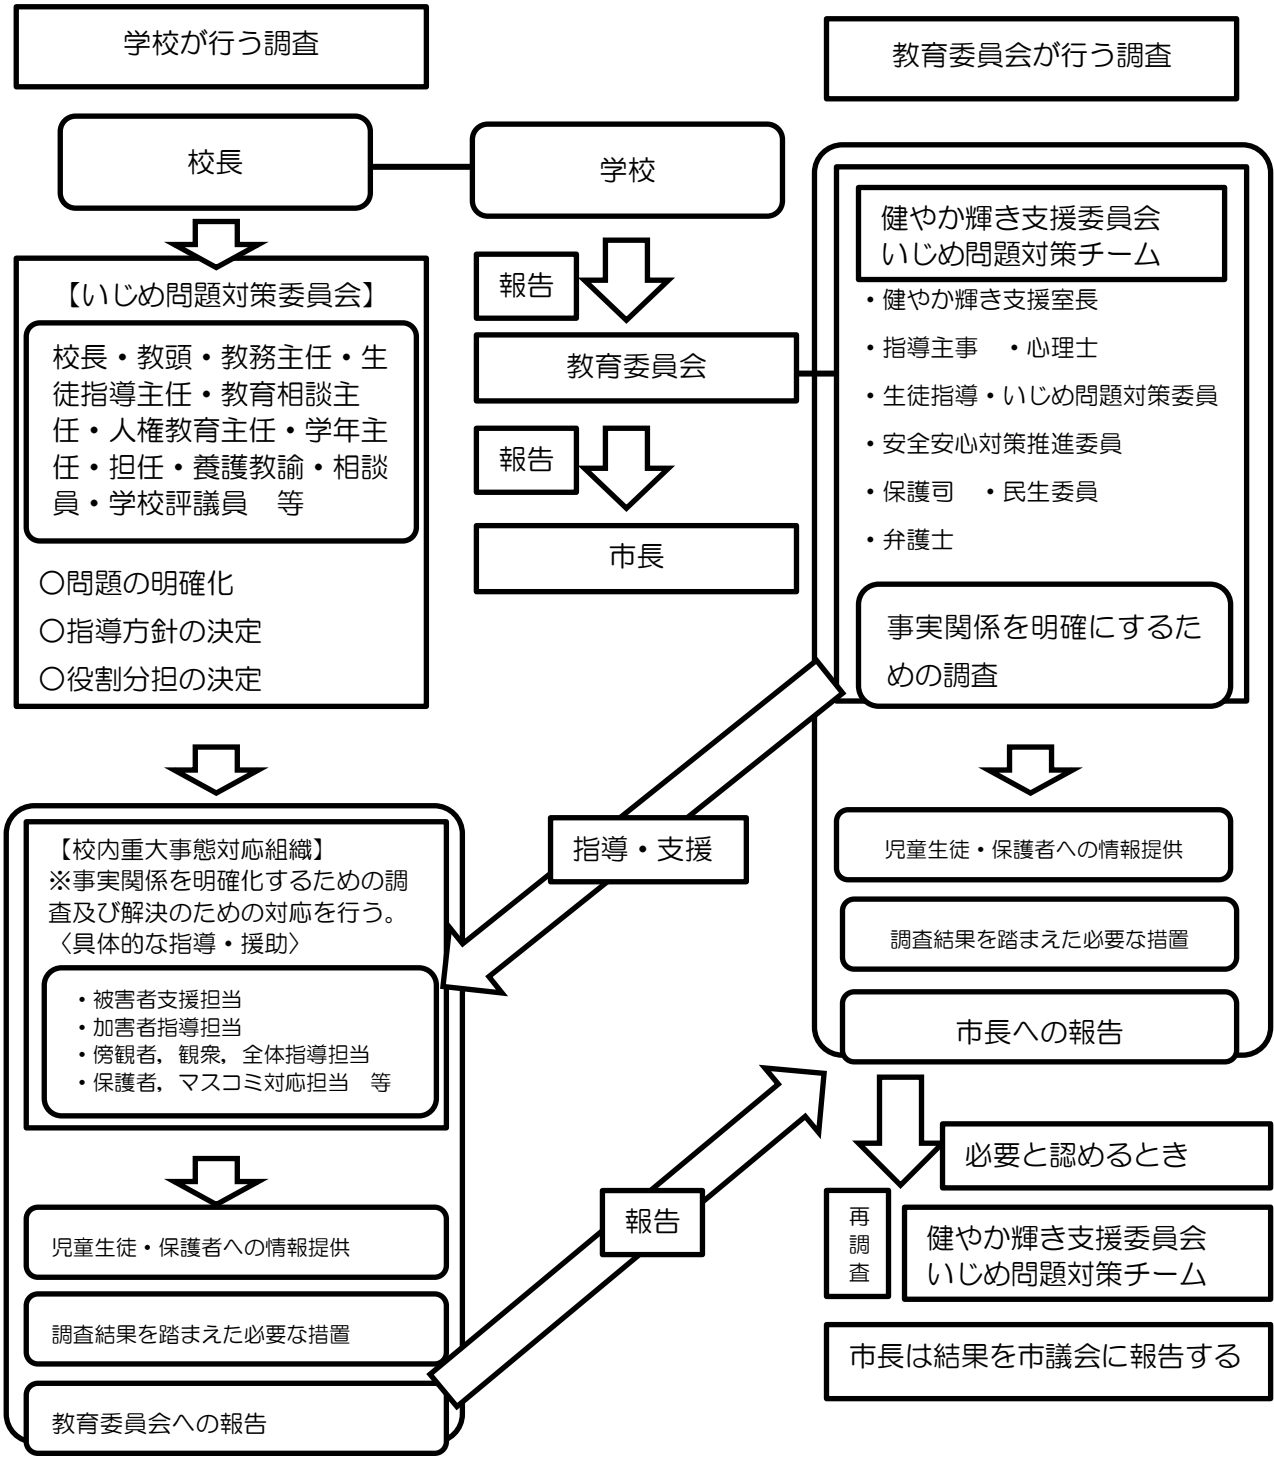 学校が行う調査
校長
学校
【いじめ問題対策委員会】
校長・教頭・教務主任・生
徒指導主任・教育相談主
任・人権教育主任・学年主
任・担任・養護教諭・相談
員・学校評議員　等
〇問題の明確化
〇指導方針の決定
〇役割分担の決定
報告
教育委員会
報告
市長
教育委員会が行う調査
健やか輝き支援委員会
いじめ問題対策チーム
・健やか輝き支援室長
・指導主事　・心理士
・生徒指導・いじめ問題対策委員
・安全安心対策推進委員
・保護司　・民生委員
・弁護士
事実関係を明確にするた
めの調査
指導・支援
【校内重大事態対応組織】
※事実関係を明確化するための調
査及び解決のための対応を行う。
〈具体的な指導・援助〉
・被害者支援担当
・加害者指導担当
・傍観者，観衆，全体指導担当
・保護者，マスコミ対応担当　等
児童生徒・保護者への情報提供
調査結果を踏まえた必要な措置
教育委員会への報告
報告
児童生徒・保護者への情報提供
調査結果を踏まえた必要な措置
市長への報告
必要と認めるとき
再
調
査
健やか輝き支援委員会
いじめ問題対策チーム
市長は結果を市議会に報告する